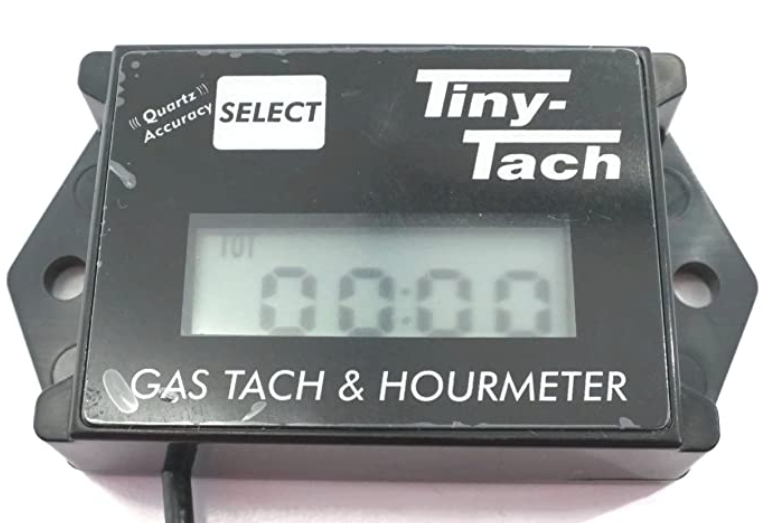 Quartz
Accuracy
SELECT
Tiny-
Tach
TOT
00:00
GAS TACH & HOURMETER